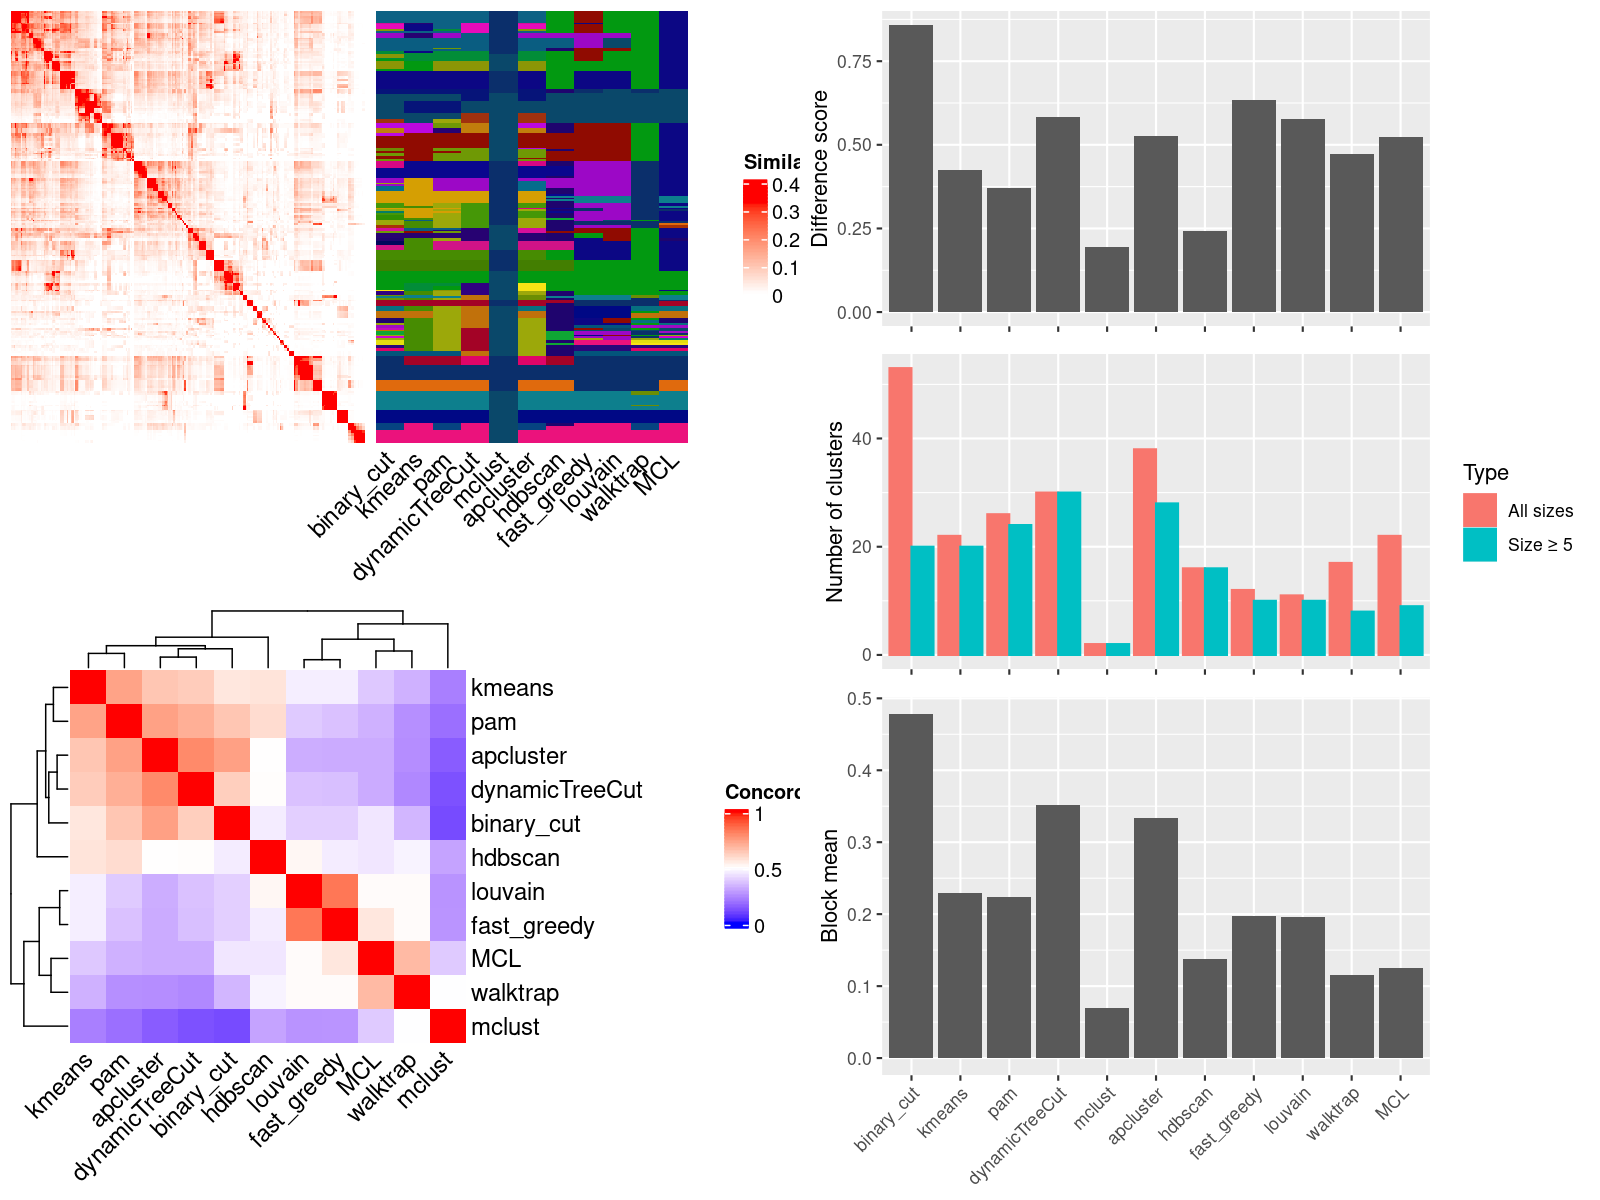 Simila
0.4
0.3
0.2
0.1
0
binary_cut
kmeans
pam
dynamicTreeCut
mclust
apcluster
hdbscan
fast_greedy
louvain
walktrap
MCL
kmeans
pam
apcluster
dynamicTreeCut
binary_cut
hdbscan
louvain
fast_greedy
MCL
walktrap
mclust
kmeans
pam
apcluster
dynamicTreeCut
binary_cut
hdbscan
louvain
fast_greedy
MCL
walktrap
mclust
Concord
1
0.5
0
Difference score
0.75
0.50
0.25
0.00
Number of clusters
40
20
0
Type
All sizes
Size ≥ 5
Block mean
0.5
0.4
0.3
0.2
0.1
0.0
binary_cut
kmeans
pam
dynamicTreeCut
mclust
apcluster
hdbscan
fast_greedy
louvain
walktrap
MCL